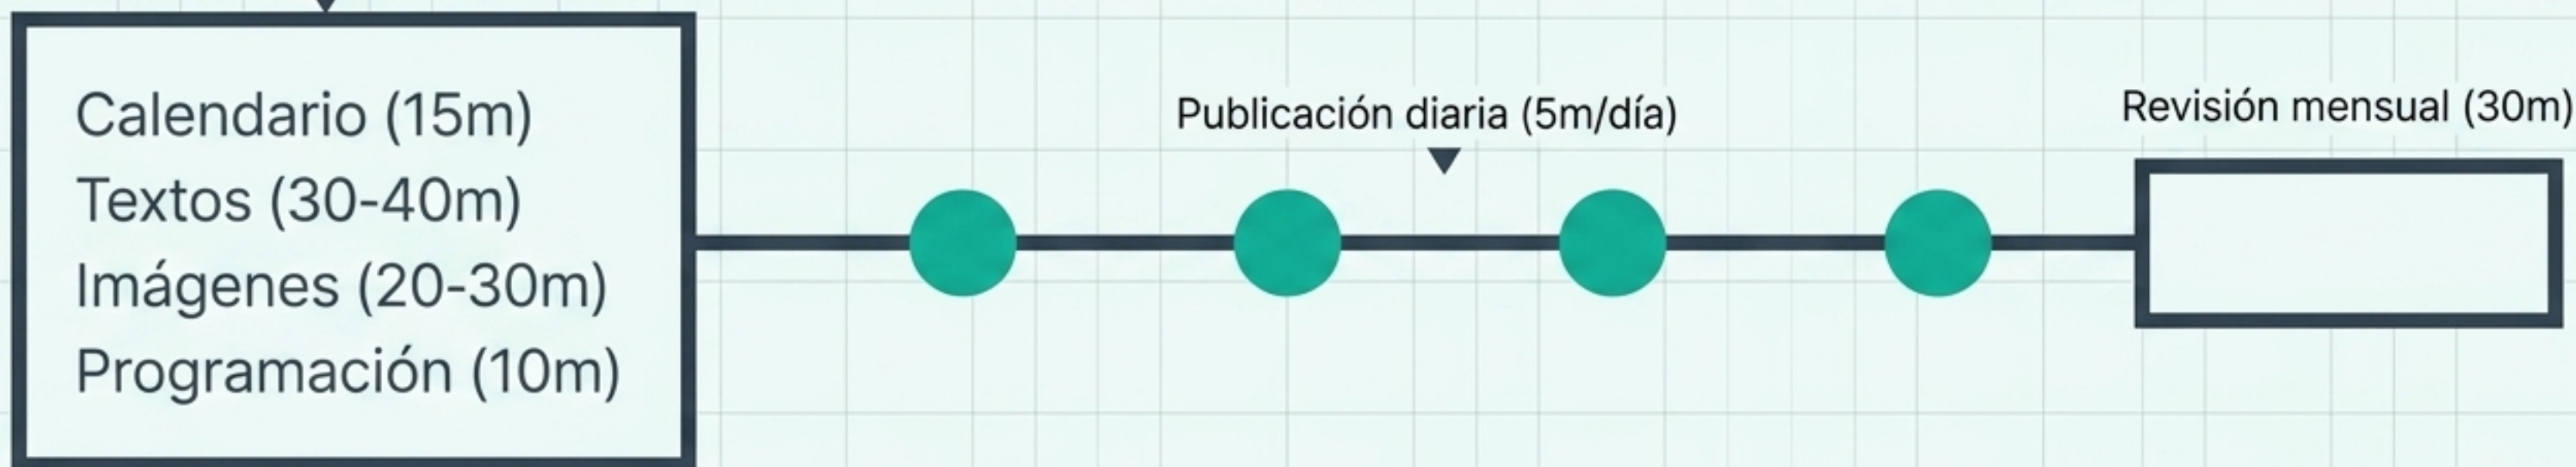 Calendario (15m)
Textos (30-40m)
Imágenes (20-30m)
Programación (10m)
Publicación diaria (5m/día)
Revisión mensual (30m)